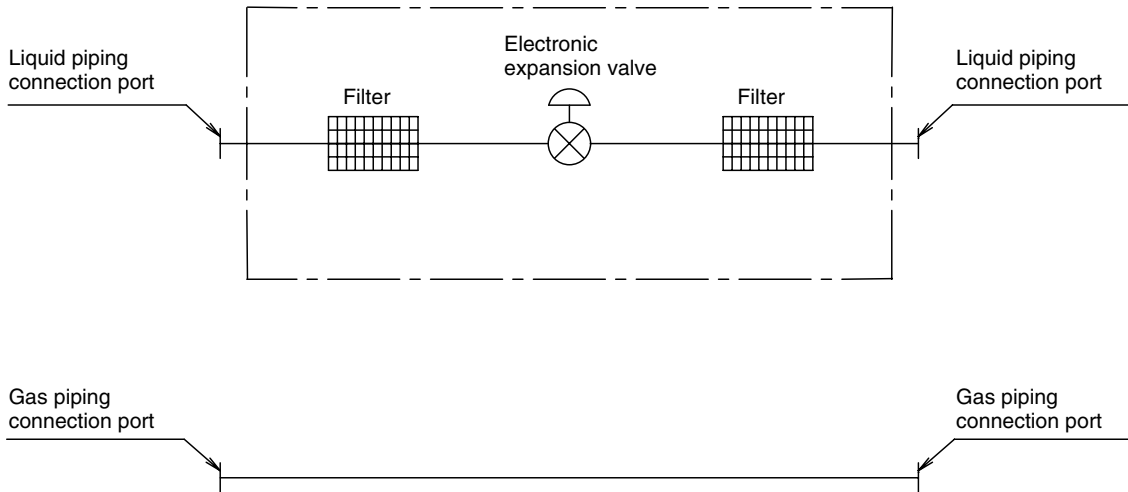 Electronic
expansion valve
Liquid piping
connection port
Liquid piping
connection port
Filter
Filter
Gas piping
connection port
Gas piping
connection port